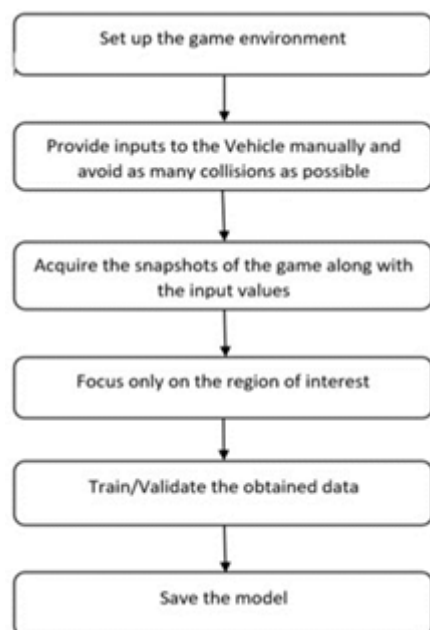 Set up the game environment
Provide inputs to the Vehicle manually and
avoid as many collisions as possible
Acquire the snapshots of the game along with
the input values
Focus only on the region of interest
Train/Validate the obtained data
Save the model